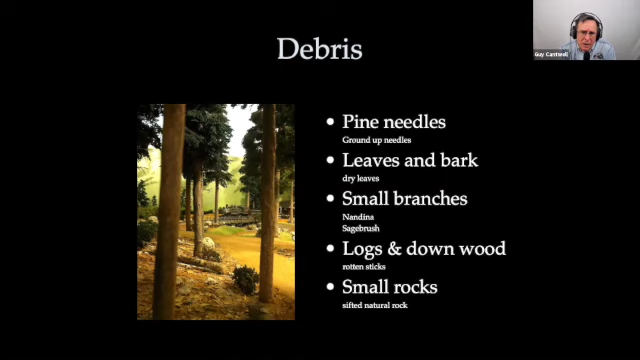 Debris
Guy Cantwell
Pine needles
Ground up needles
Leaves and bark
dry leaves
Small branches
Nandina
Sagebrush
Logs & down wood
rotten sticks
Small rocks
sifted natural rock